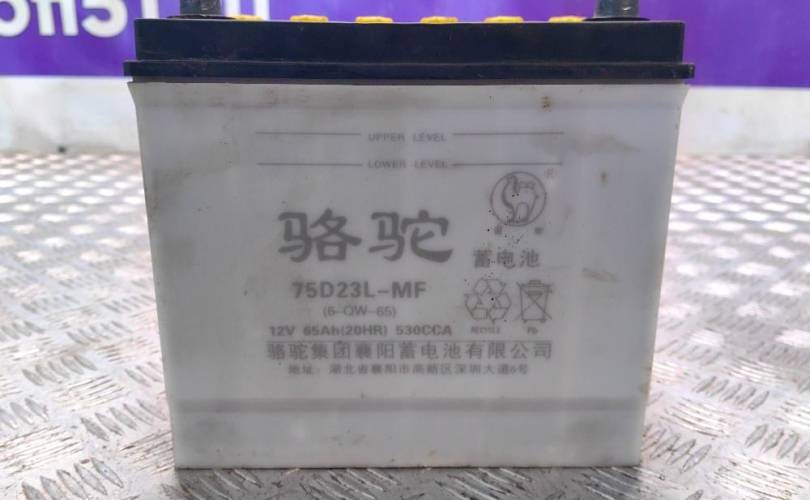 UPPER LEVEL
LOWER LEVEL
R
骆驼
蓄电池
75D23L-MF
(6-QW-65)
12V 65Ah(20HR) 530CCA
RECYCLE
Pb
骆驼集团襄阳蓄电池有限公司
地址：湖北省襄阳市高新区深圳大道6号